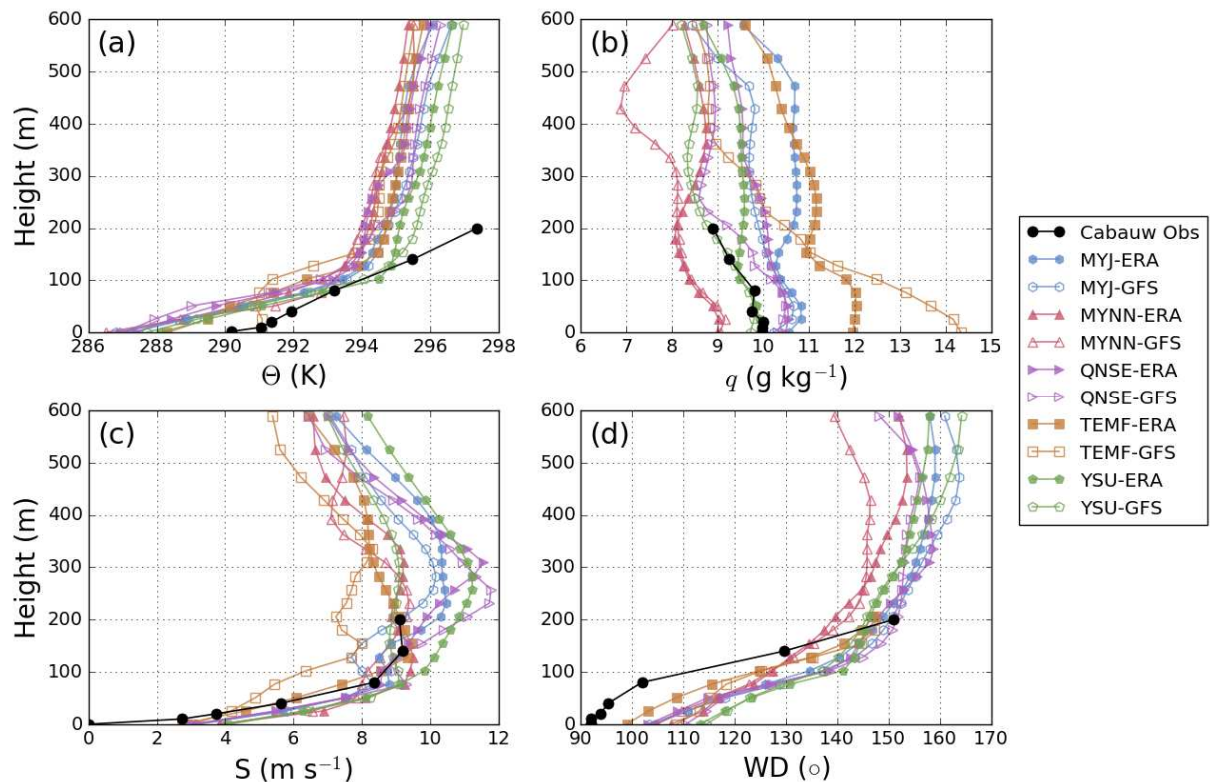 (a)
600
500
400
300
200
100
0
Height (m)
286 288 290 292 294 296 298
Θ (K)
(b)
600
500
400
300
200
100
0
6 7 8 9 10 11 12 13 14 15
q (g kg⁻¹)
(c)
600
500
400
300
200
100
0
Height (m)
0 2 4 6 8 10 12
S (m s⁻¹)
(d)
600
500
400
300
200
100
0
90 100 110 120 130 140 150 160 170
WD (○)
Cabauw Obs
MYJ-ERA
MYJ-GFS
MYNN-ERA
MYNN-GFS
QNSE-ERA
QNSE-GFS
TEMF-ERA
TEMF-GFS
YSU-ERA
YSU-GFS